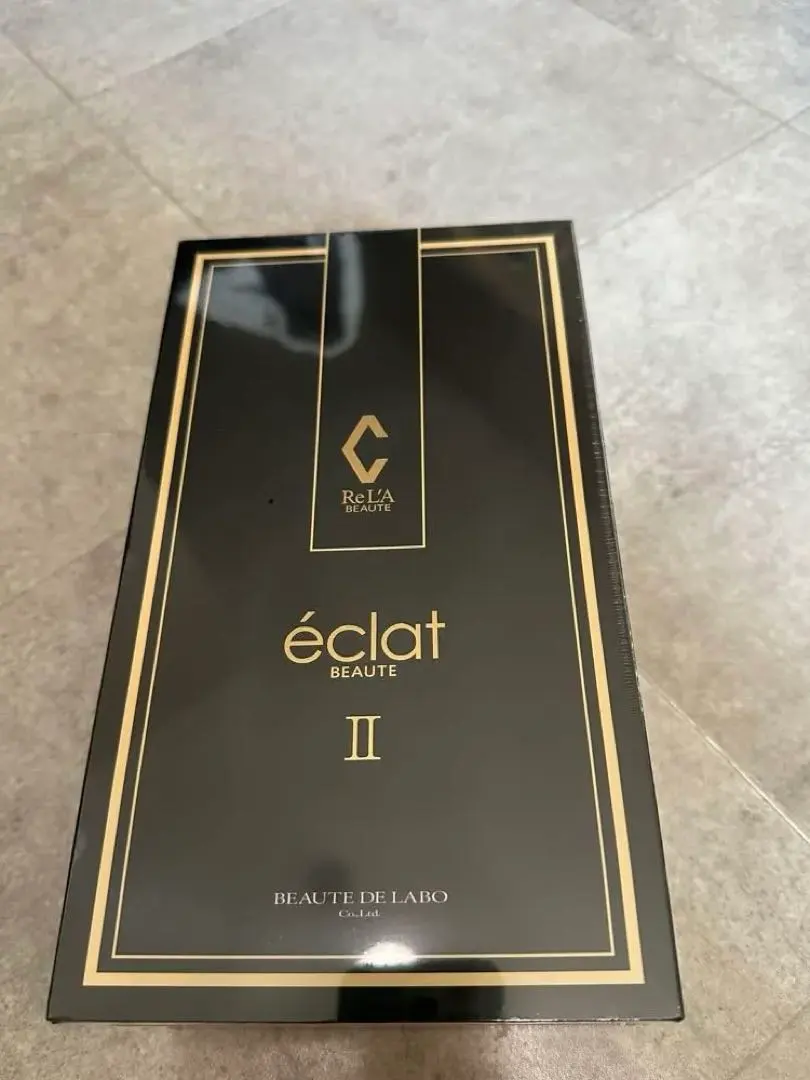 ReL'A
BEAUTE
éclat
BEAUTE
II
BEAUTE DE LABO
Co.,Ltd.